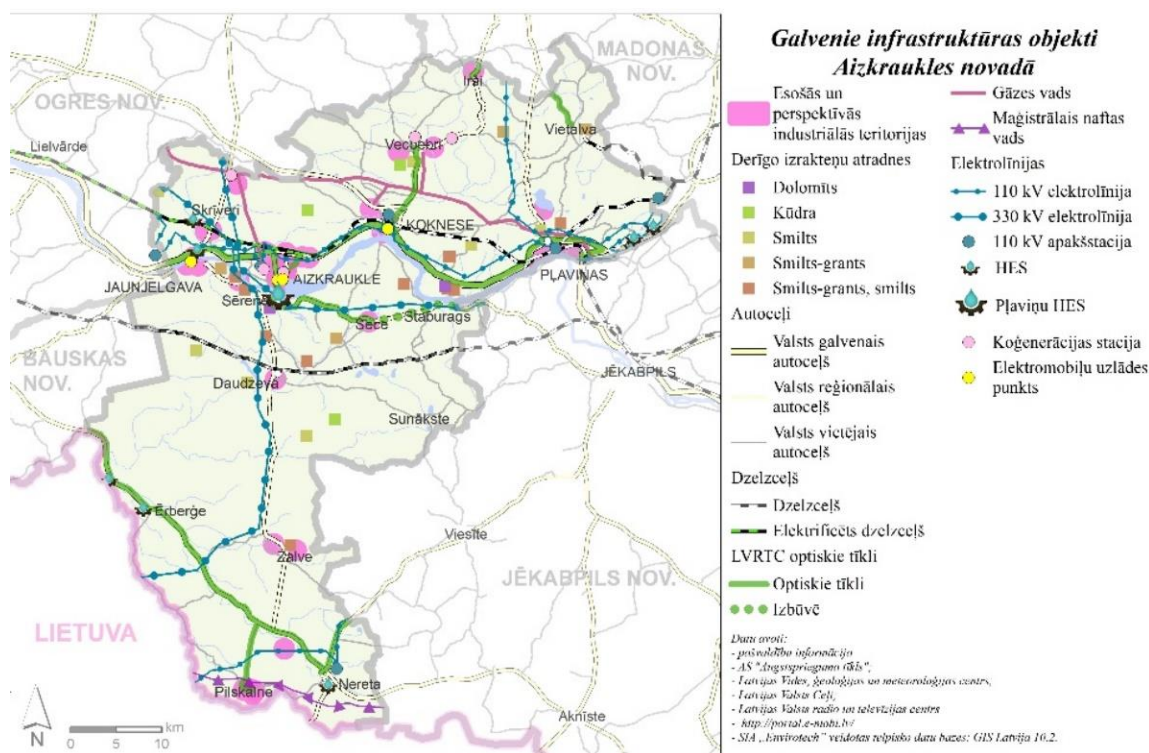 MADONAS
NOV.
OGRES NOV.
Lielvārde
Irši
Vietalva
Vecbebri
Skrīveri
KOKNESE
JAUNJELGAVA
AIZKRAUKLE
PĻAVIŅAS
Sērene
Staburags
Sece
BAUSKAS
NOV.
Daudzeva
JĒKABPILS
Sunākste
Ērberģe
Viesīte
Zalve
JĒKABPILS NOV.
LIETUVA
Pilskalne
Nereta
Aknīste
N
km
0 5 10
Galvenie infrastruktūras objekti
Aizkraukles novadā
Esošās un
perspektīvās
industriālās teritorijas
Derīgo izrakteņu atradnes
Dolomīts
Kūdra
Smilts
Smilts-grants
Smilts-grants, smilts
Autoceļi
Valsts galvenais
autoceļš
Valsts reģionālais
autoceļš
Valsts vietējais
autoceļš
Dzelzceļš
Dzelzceļš
Elektrificēts dzelzceļš
LVRTC optiskie tīkli
Optiskie tīkli
Izbūvē
Gāzes vads
Maģistrālais naftas
vads
Elektrolīnijas
110 kV elektrolīnija
330 kV elektrolīnija
110 kV apakšstacija
HES
Pļaviņu HES
Koģenerācijas stacija
Elektromobiļu uzlādes
punkts
Datu avoti:
- pašvaldību informācija
- AS "Augstsprieguma tīkls",
- Latvijas Vides, ģeoloģijas un meteoroloģijas centrs,
- Latvijas Valsts Ceļi,
- Latvijas Valsts radio un televīzijas centrs
- http://portal.e-mobi.lv/
- SIA „Envirotech” veidotas telpisko datu bāzes: GIS Latvija 10.2.